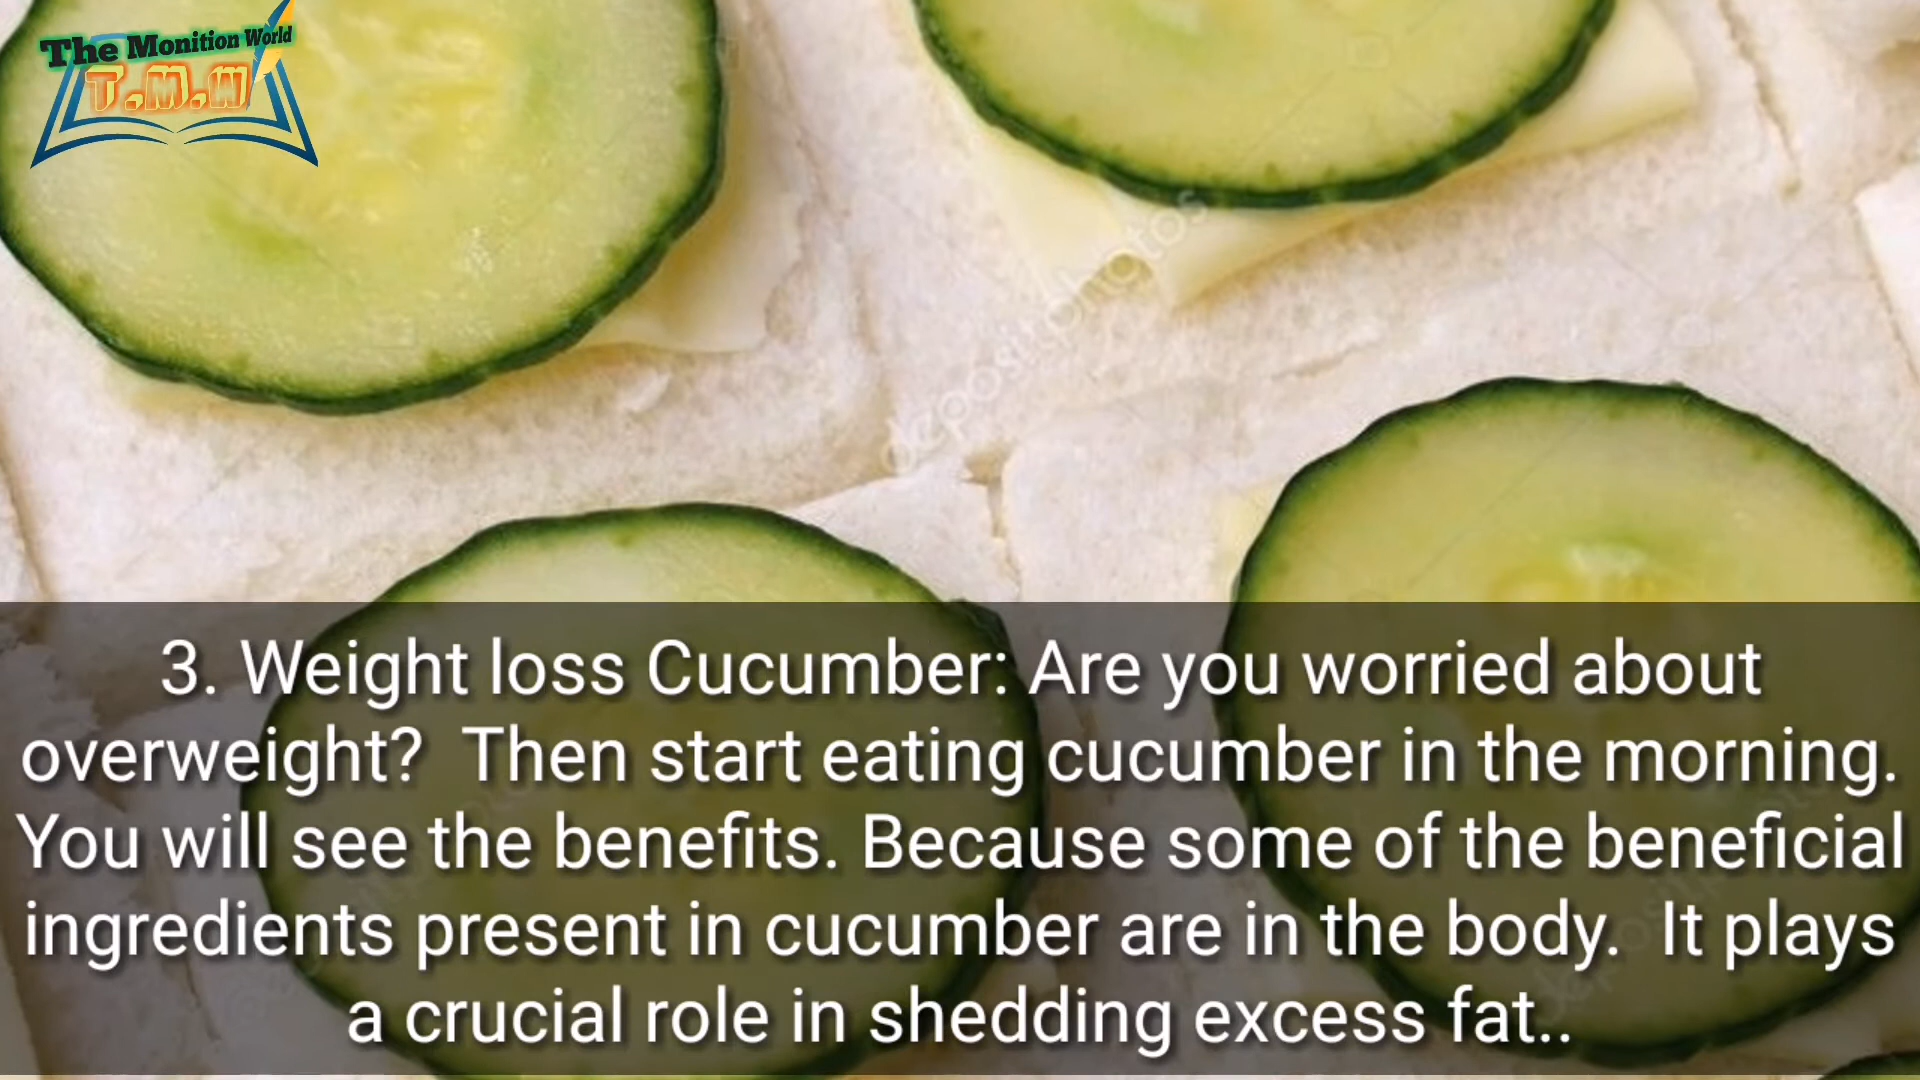 The Monition World
T.M.W
depositphotos
3. Weight loss Cucumber: Are you worried about
overweight?  Then start eating cucumber in the morning.
You will see the benefits. Because some of the beneficial
ingredients present in cucumber are in the body.  It plays
a crucial role in shedding excess fat..